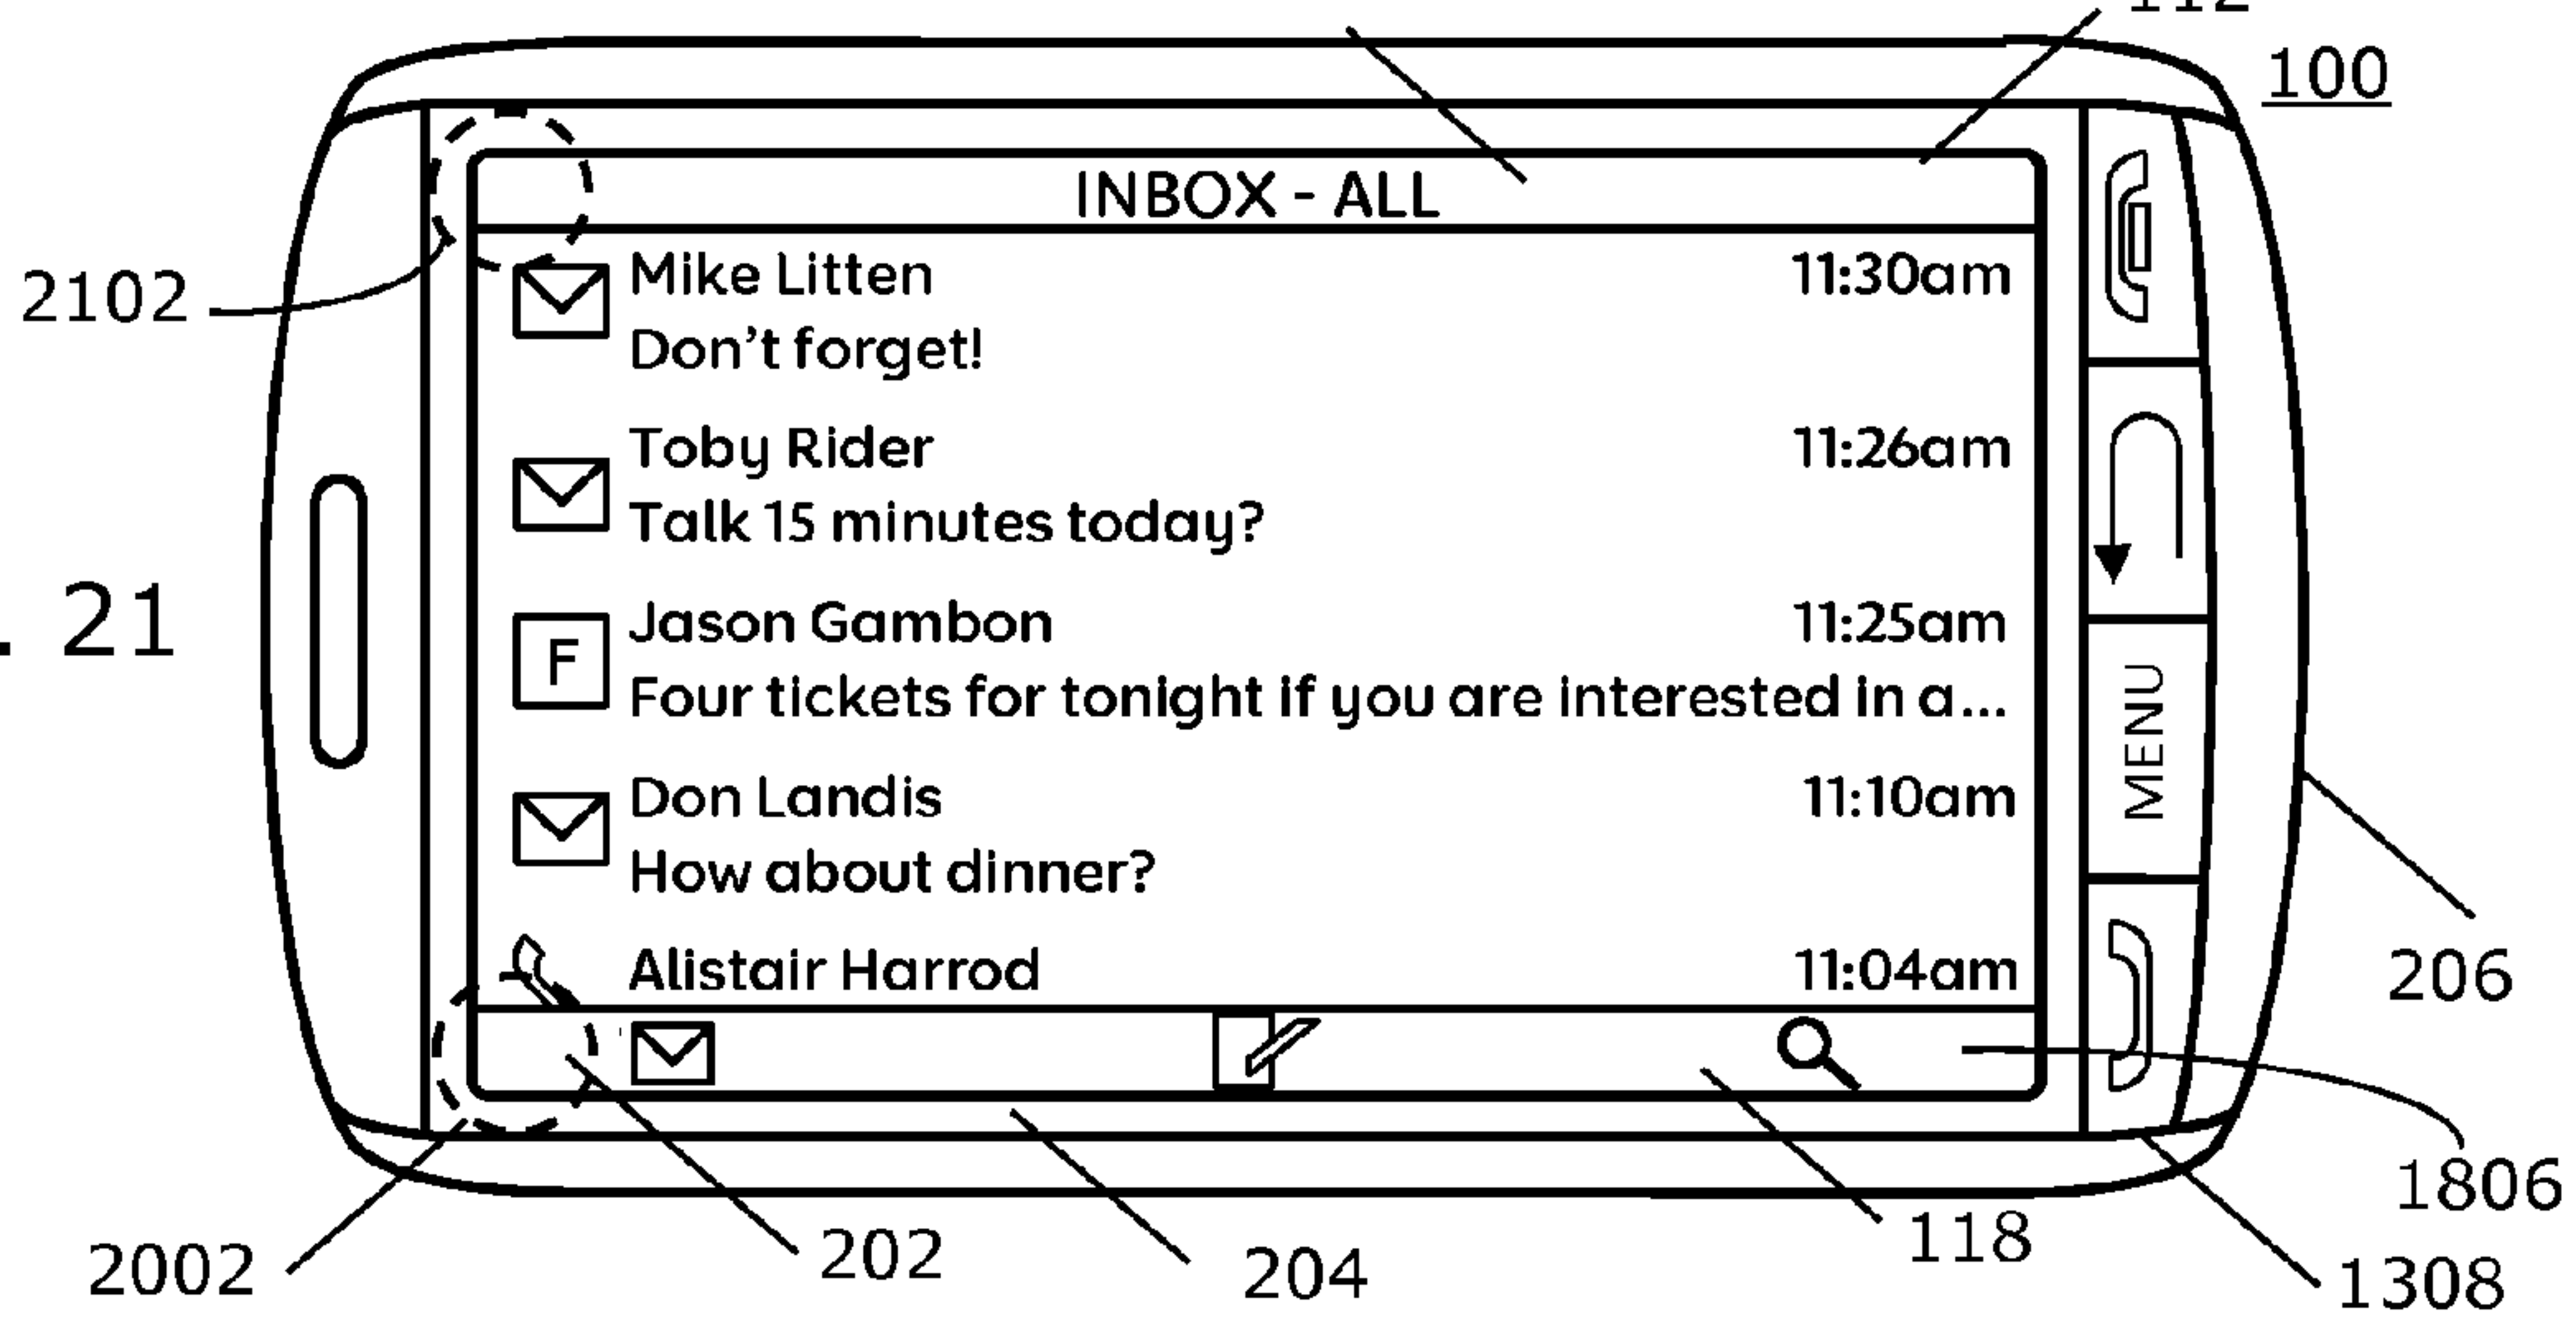 112
100
INBOX - ALL
Mike Litten 11:30am
Don't forget!
2102
Toby Rider 11:26am
Talk 15 minutes today?
. 21
Jason Gambon 11:25am
F
Four tickets for tonight if you are interested in a...
MENU
Don Landis 11:10am
How about dinner?
Alistair Harrod 11:04am
206
1806
2002
202
204
118
1308